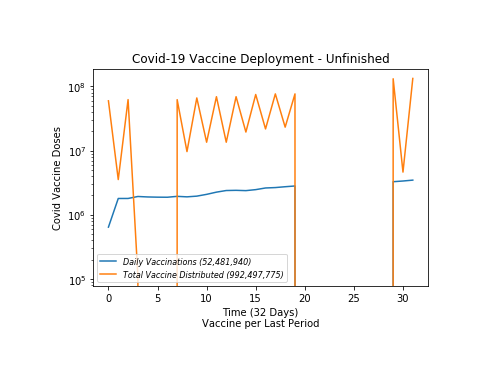 Covid-19 Vaccine Deployment - Unfinished
Covid Vaccine Doses
10⁸
10⁷
10⁶
10⁵
Daily Vaccinations (52,481,940)
Total Vaccine Distributed (992,497,775)
0 5 10 15 20 25 30
Time (32 Days)
Vaccine per Last Period